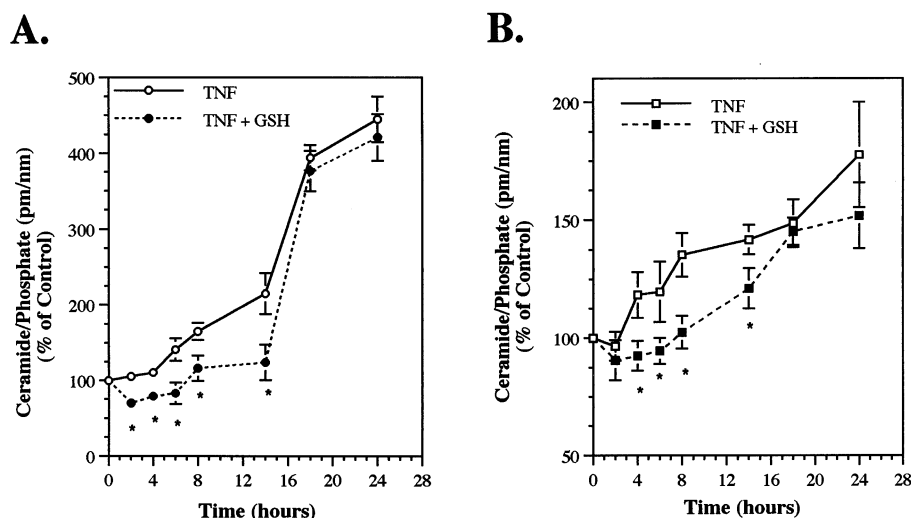 A.
500
400
300
200
100
0
Ceramide/Phosphate (pm/nm)
(% of Control)
TNF
TNF + GSH
*
*
*
*
*
0 4 8 12 16 20 24 28
Time (hours)
B.
200
150
100
50
Ceramide/Phosphate (pm/nm)
(% of Control)
TNF
TNF + GSH
*
*
*
*
0 4 8 12 16 20 24 28
Time (hours)